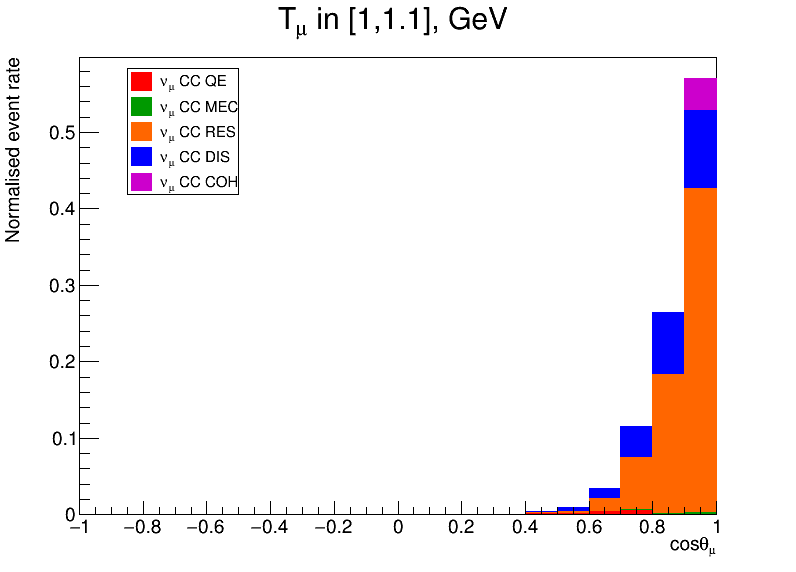 Tμ in [1,1.1], GeV
Normalised event rate
νμ CC QE
νμ CC MEC
νμ CC RES
νμ CC DIS
νμ CC COH
0.5
0.4
0.3
0.2
0.1
0
−1 −0.8 −0.6 −0.4 −0.2 0 0.2 0.4 0.6 0.8 1
cosθμ